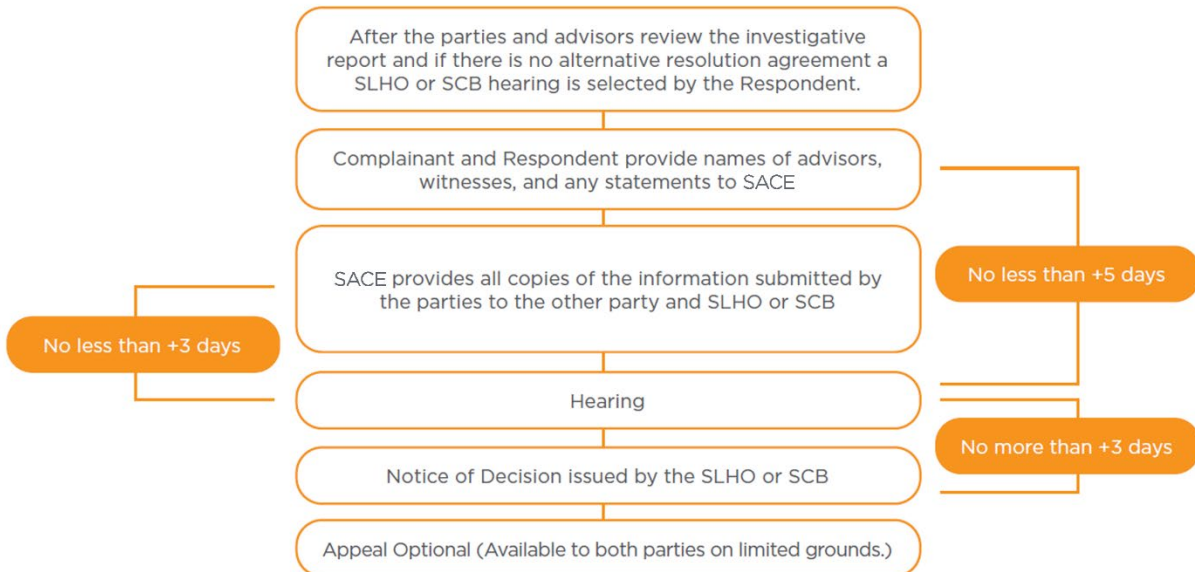 After the parties and advisors review the investigative
report and if there is no alternative resolution agreement a
SLHO or SCB hearing is selected by the Respondent.
Complainant and Respondent provide names of advisors,
witnesses, and any statements to SACE
No less than +5 days
SACE provides all copies of the information submitted by
the parties to the other party and SLHO or SCB
No less than +3 days
Hearing
No more than +3 days
Notice of Decision issued by the SLHO or SCB
Appeal Optional (Available to both parties on limited grounds.)